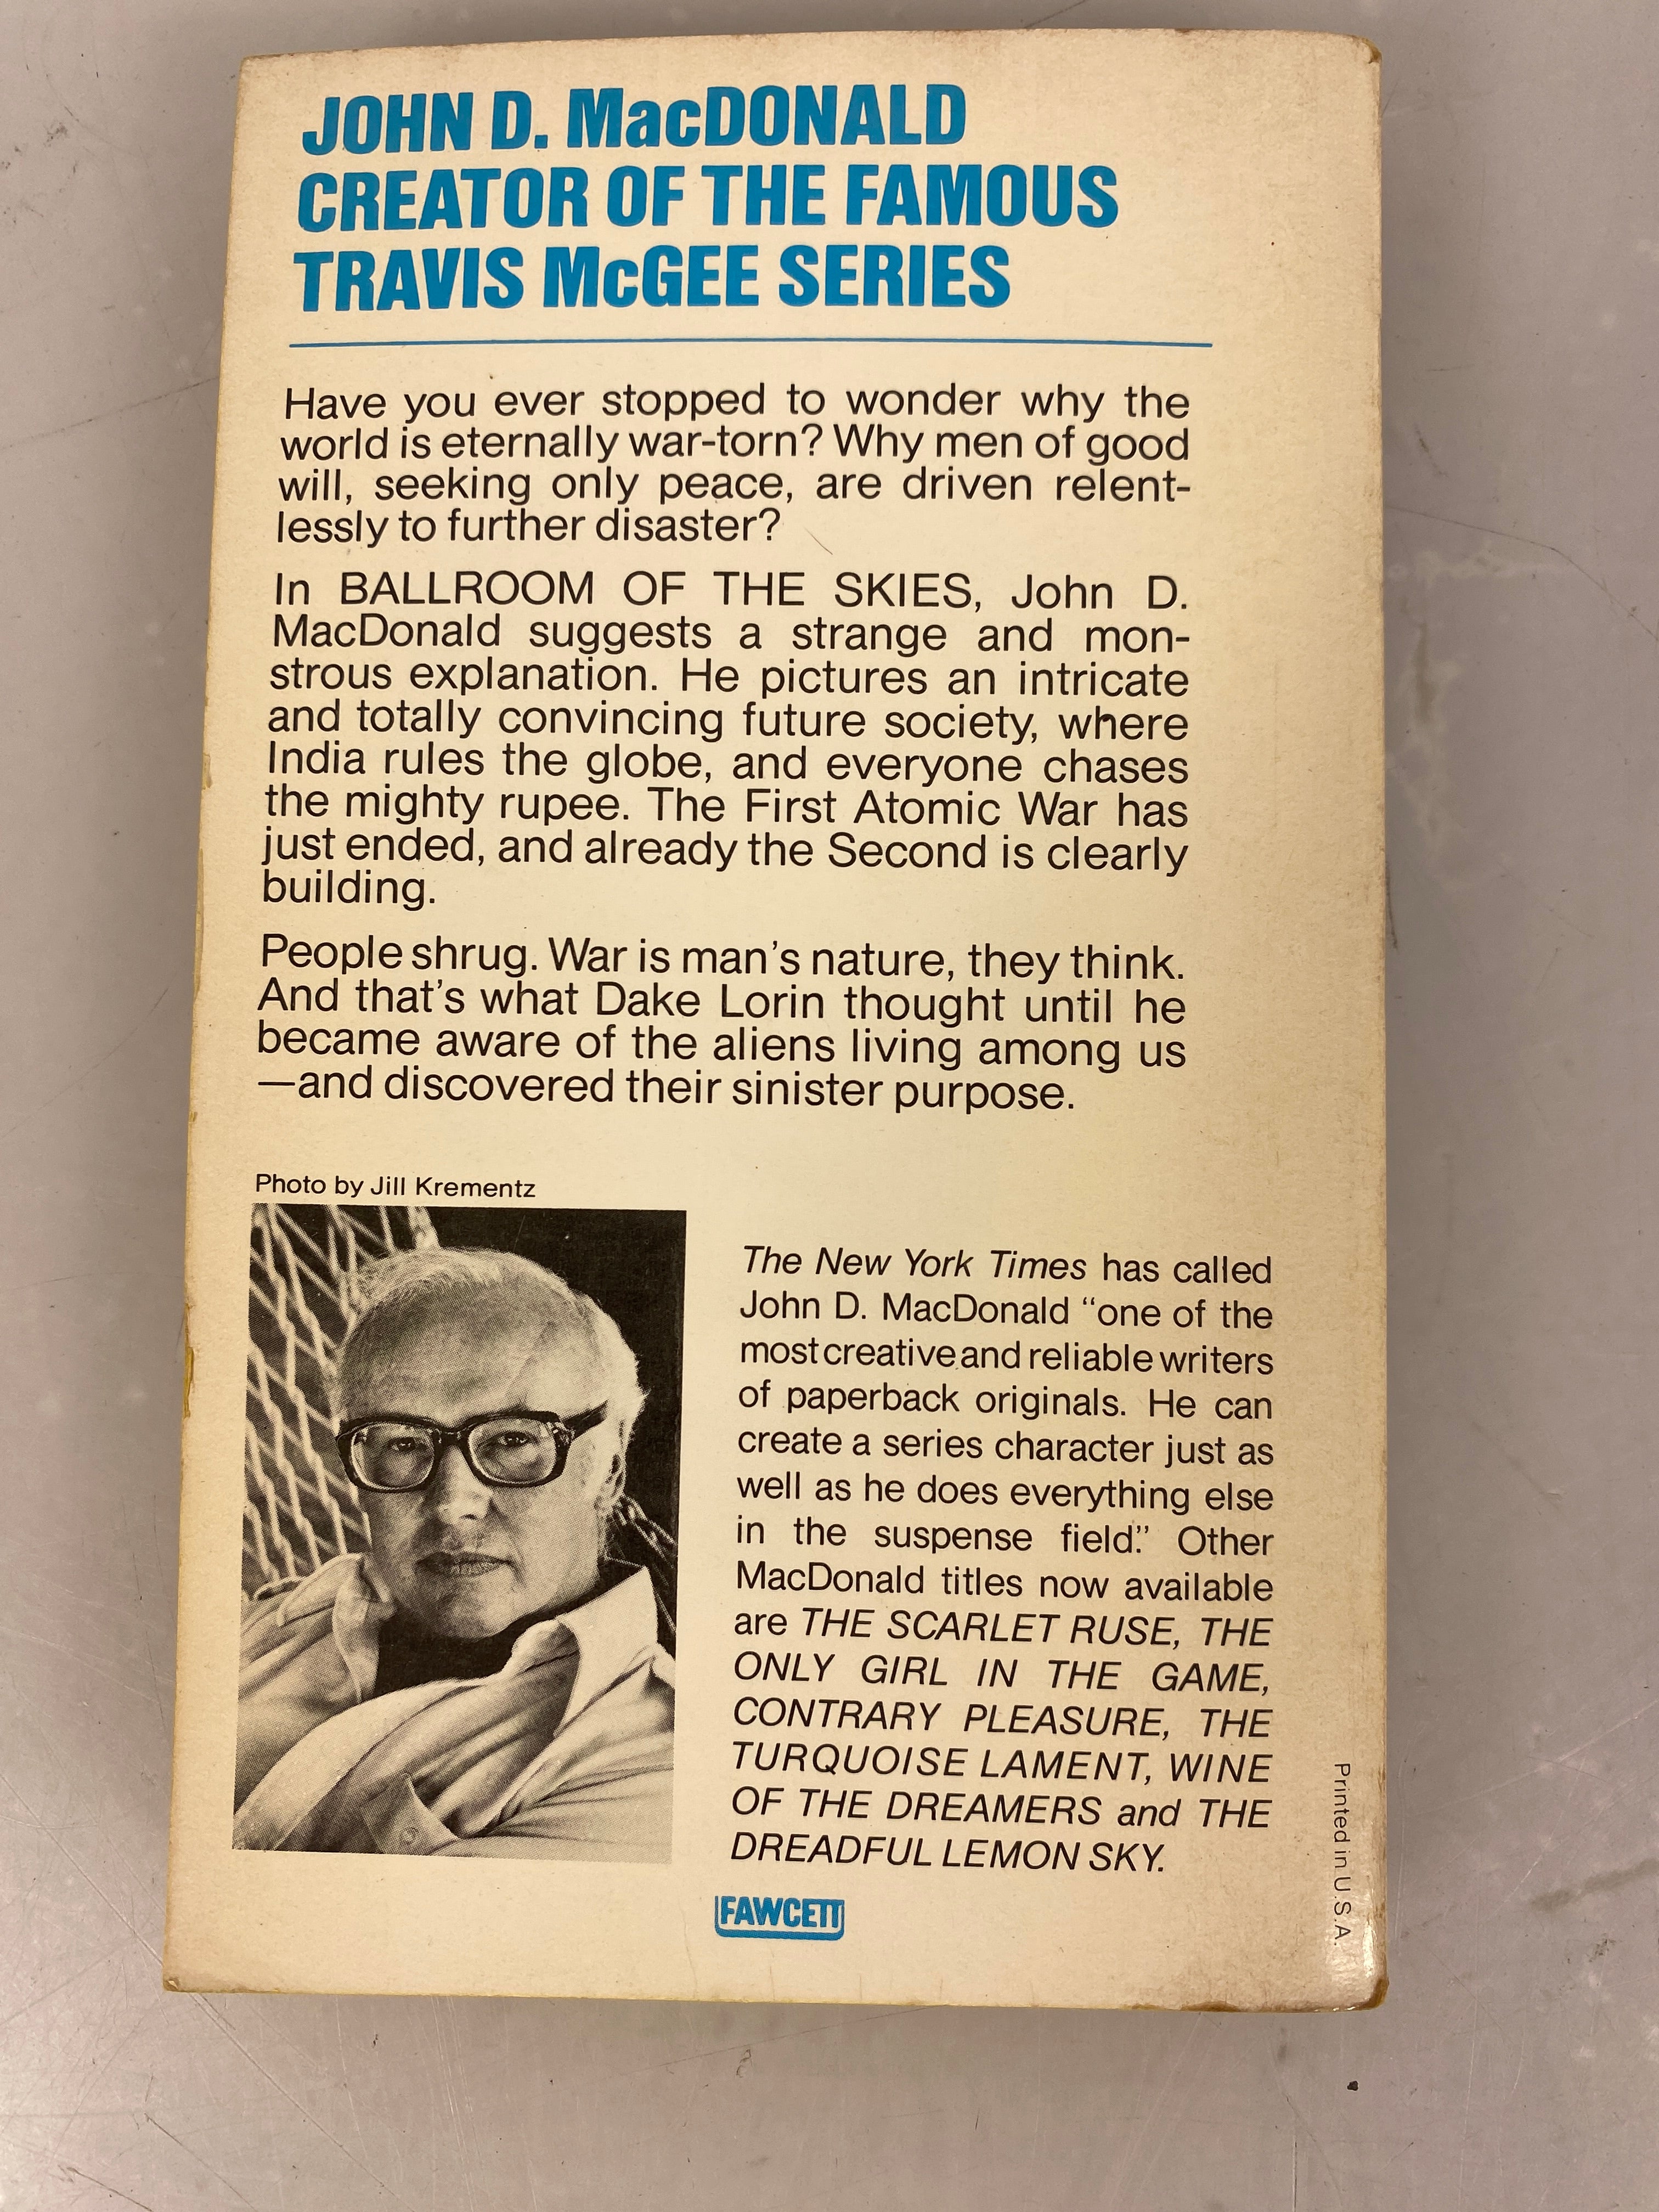 JOHN D. MacDONALD
CREATOR OF THE FAMOUS
TRAVIS McGEE SERIES
Have you ever stopped to wonder why the
world is eternally war-torn? Why men of good
will, seeking only peace, are driven relent-
lessly to further disaster?
In BALLROOM OF THE SKIES, John D.
MacDonald suggests a strange and mon-
strous explanation. He pictures an intricate
and totally convincing future society, where
India rules the globe, and everyone chases
the mighty rupee. The First Atomic War has
just ended, and already the Second is clearly
building.
People shrug. War is man's nature, they think.
And that's what Dake Lorin thought until he
became aware of the aliens living among us
—and discovered their sinister purpose.
Photo by Jill Krementz
The New York Times has called
John D. MacDonald “one of the
most creative and reliable writers
of paperback originals. He can
create a series character just as
well as he does everything else
in the suspense field.” Other
MacDonald titles now available
are THE SCARLET RUSE, THE
ONLY GIRL IN THE GAME,
CONTRARY PLEASURE, THE
TURQUOISE LAMENT, WINE
OF THE DREAMERS and THE
DREADFUL LEMON SKY.
FAWCETT
Printed in U.S.A.